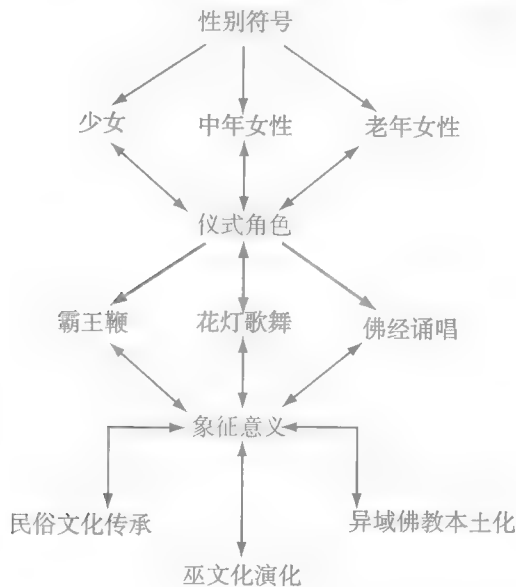 性别符号
少女 中年女性 老年女性
仪式角色
霸王鞭 花灯歌舞 佛经诵唱
象征意义
民俗文化传承 异域佛教本土化
巫文化演化